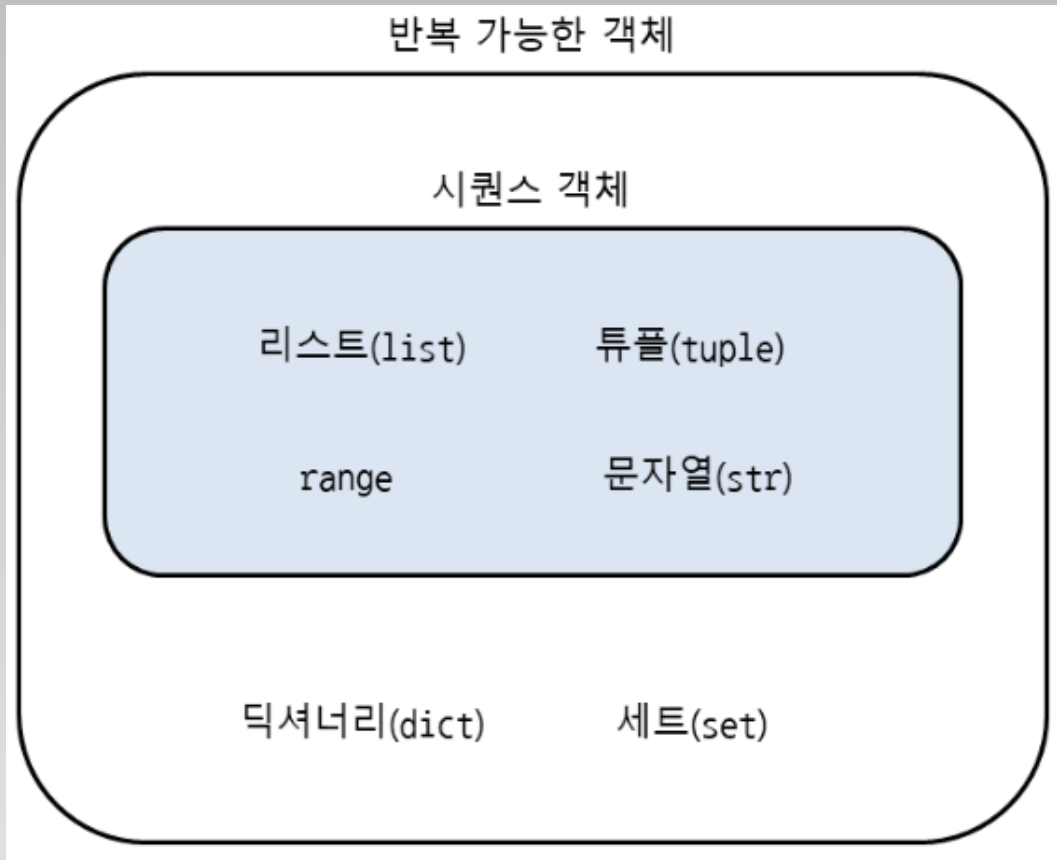 반복 가능한 객체
시퀀스 객체
리스트(list) 튜플(tuple)
range 문자열(str)
딕셔너리(dict) 세트(set)